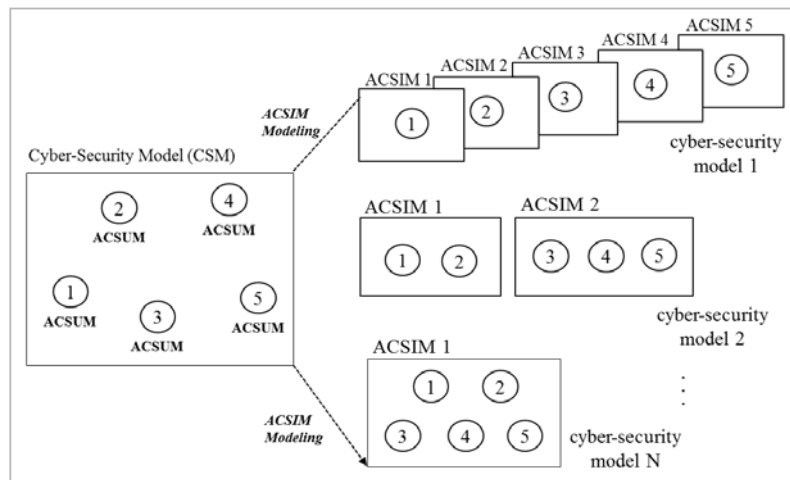 ACSIM 1
ACSIM 2
ACSIM 3
ACSIM 4
ACSIM 5
1
2
3
4
5
cyber-security
model 1
ACSIM
Modeling
Cyber-Security Model (CSM)
2
ACSUM
4
ACSUM
1
ACSUM
3
ACSUM
5
ACSUM
ACSIM 1
1
2
ACSIM 2
3
4
5
cyber-security
model 2
ACSIM
Modeling
ACSIM 1
1
2
3
4
5
cyber-security
model N